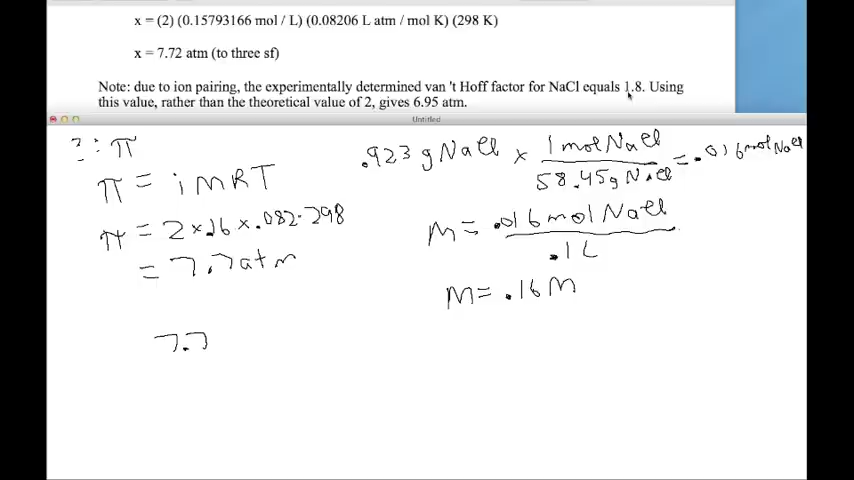 x = (2) (0.15793166 mol / L) (0.08206 L atm / mol K) (298 K)
x = 7.72 atm (to three sf)
Note: due to ion pairing, the experimentally determined van 't Hoff factor for NaCl equals 1.8. Using
this value, rather than the theoretical value of 2, gives 6.95 atm.
Untitled
?: π
π = iMRT
π = 2 × .16 × .082 · 298
= 7.7 atm
7.7
.923 g NaCl × 1 mol NaCl / 58.45 g NaCl = .016 mol NaCl
M = .016 mol NaCl / .1 L
M = .16 M